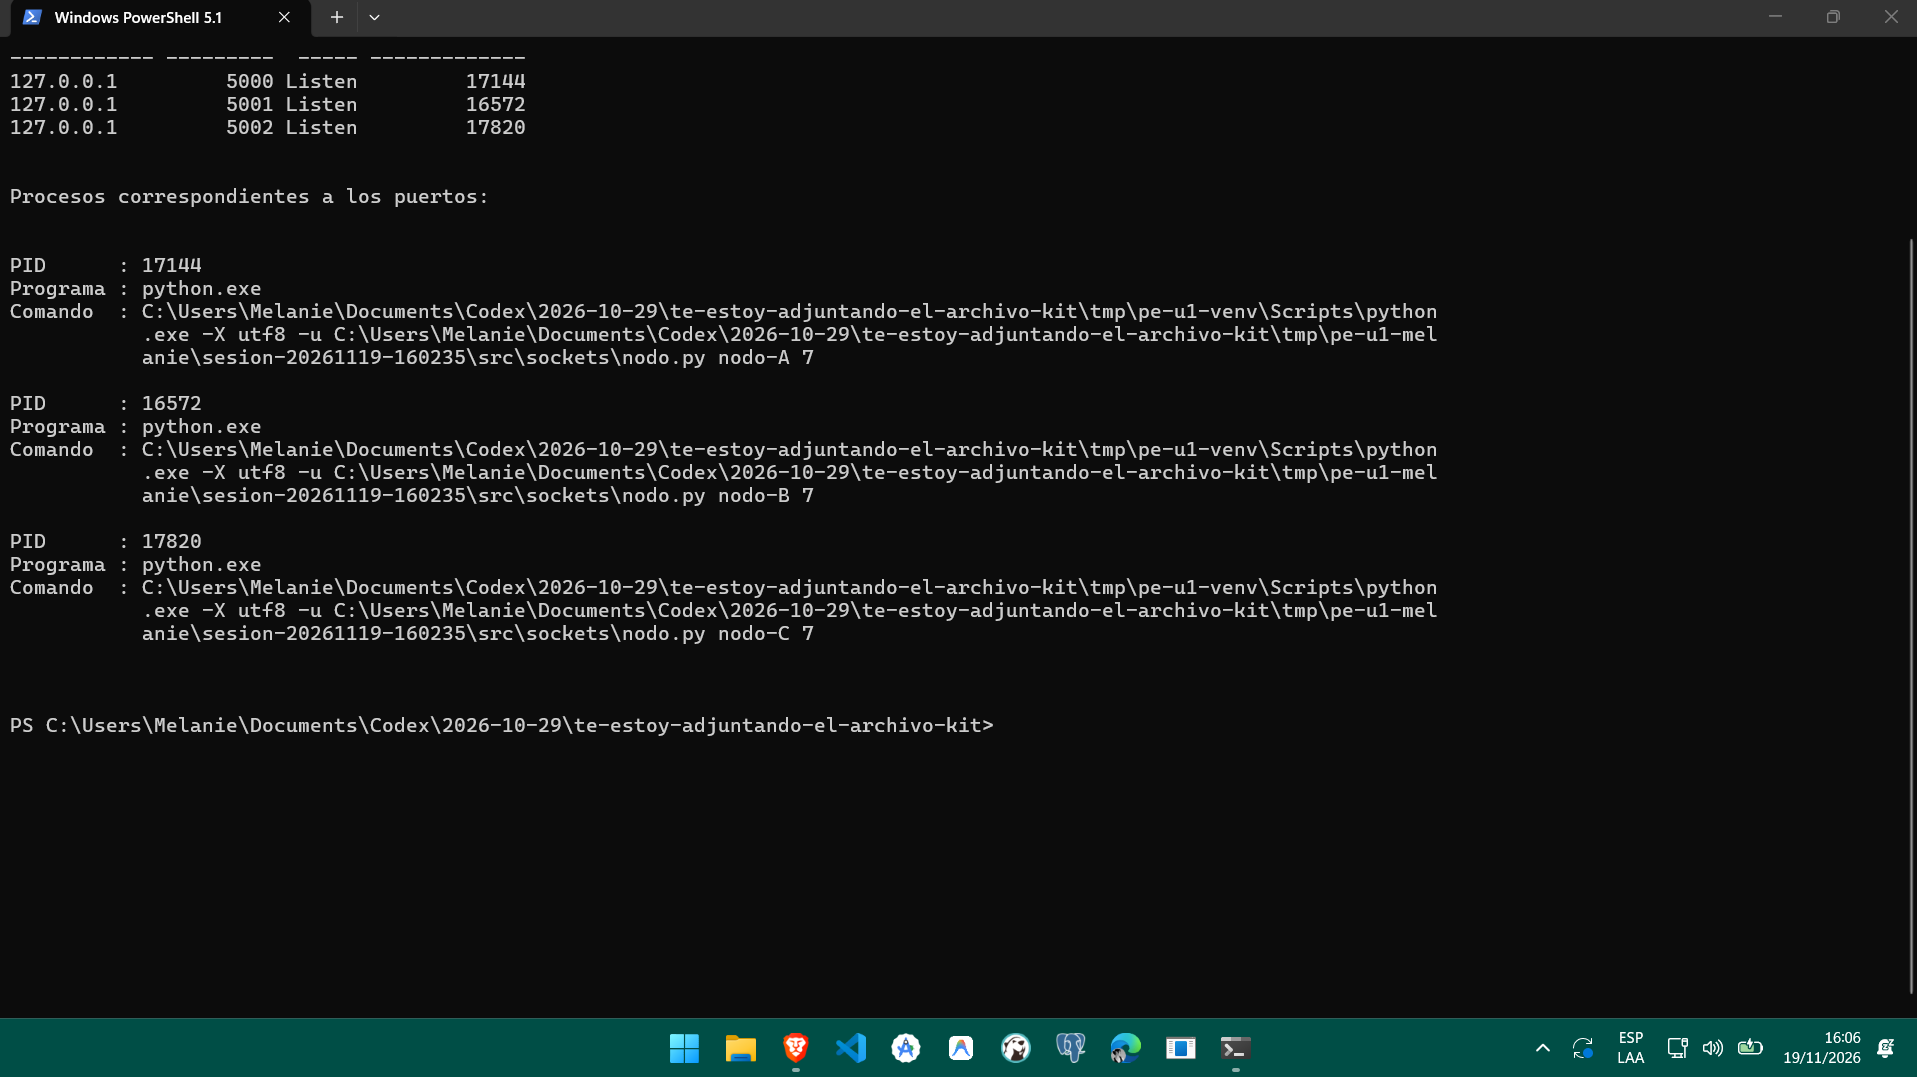 Windows PowerShell 5.1
------------ --------- ----- -------------
127.0.0.1 5000 Listen 17144
127.0.0.1 5001 Listen 16572
127.0.0.1 5002 Listen 17820
Procesos correspondientes a los puertos:
PID : 17144
Programa : python.exe
Comando : C:\Users\Melanie\Documents\Codex\2026-10-29\te-estoy-adjuntando-el-archivo-kit\tmp\pe-u1-venv\Scripts\python
.exe -X utf8 -u C:\Users\Melanie\Documents\Codex\2026-10-29\te-estoy-adjuntando-el-archivo-kit\tmp\pe-u1-mel
anie\sesion-20261119-160235\src\sockets\nodo.py nodo-A 7
PID : 16572
Programa : python.exe
Comando : C:\Users\Melanie\Documents\Codex\2026-10-29\te-estoy-adjuntando-el-archivo-kit\tmp\pe-u1-venv\Scripts\python
.exe -X utf8 -u C:\Users\Melanie\Documents\Codex\2026-10-29\te-estoy-adjuntando-el-archivo-kit\tmp\pe-u1-mel
anie\sesion-20261119-160235\src\sockets\nodo.py nodo-B 7
PID : 17820
Programa : python.exe
Comando : C:\Users\Melanie\Documents\Codex\2026-10-29\te-estoy-adjuntando-el-archivo-kit\tmp\pe-u1-venv\Scripts\python
.exe -X utf8 -u C:\Users\Melanie\Documents\Codex\2026-10-29\te-estoy-adjuntando-el-archivo-kit\tmp\pe-u1-mel
anie\sesion-20261119-160235\src\sockets\nodo.py nodo-C 7
PS C:\Users\Melanie\Documents\Codex\2026-10-29\te-estoy-adjuntando-el-archivo-kit>
ESP
LAA
16:06
19/11/2026